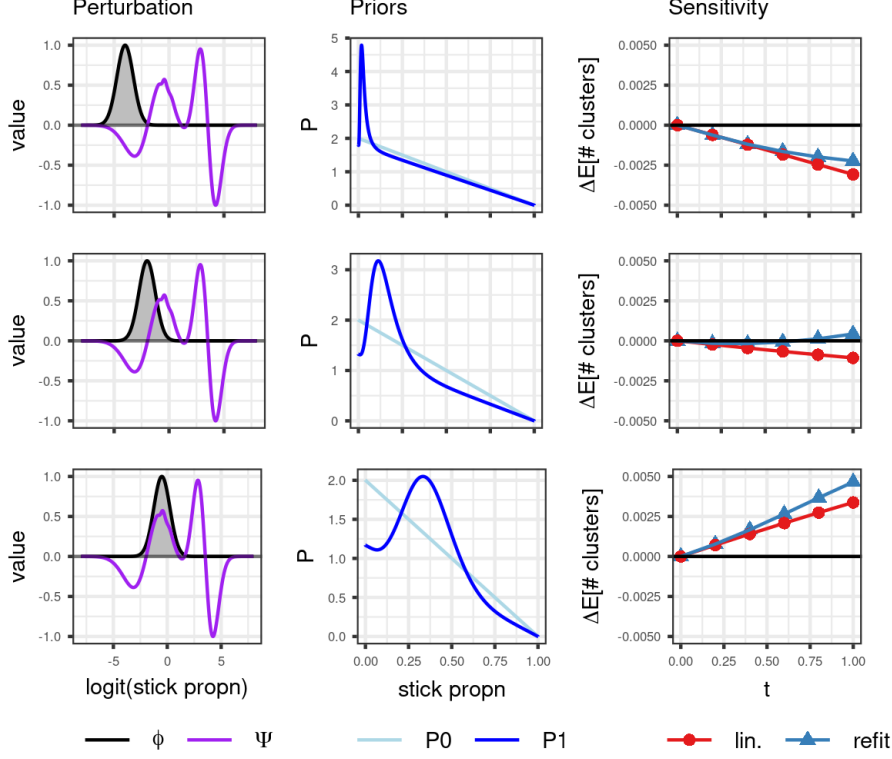 Perturbation Priors Sensitivity
value
1.0
0.5
0.0
-0.5
-1.0
P
5
4
3
2
1
0
ΔE[# clusters]
0.0050
0.0025
0.0000
-0.0025
-0.0050
value
1.0
0.5
0.0
-0.5
-1.0
P
3
2
1
0
ΔE[# clusters]
0.0050
0.0025
0.0000
-0.0025
-0.0050
value
1.0
0.5
0.0
-0.5
-1.0
-5 0 5
logit(stick propn)
P
2.0
1.5
1.0
0.5
0.0
0.00 0.25 0.50 0.75 1.00
stick propn
ΔE[# clusters]
0.0050
0.0025
0.0000
-0.0025
-0.0050
0.00 0.25 0.50 0.75 1.00
t
ϕ Ψ P0 P1 lin. refit